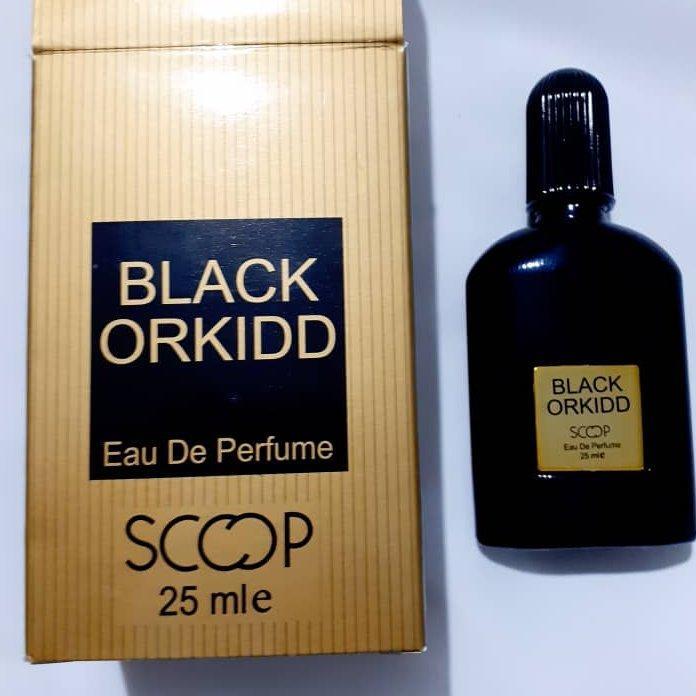 BLACK
ORKIDD
Eau De Perfume
SCOOP
25 mle
BLACK
ORKIDD
SCOOP
Eau De Perfume
25 mle